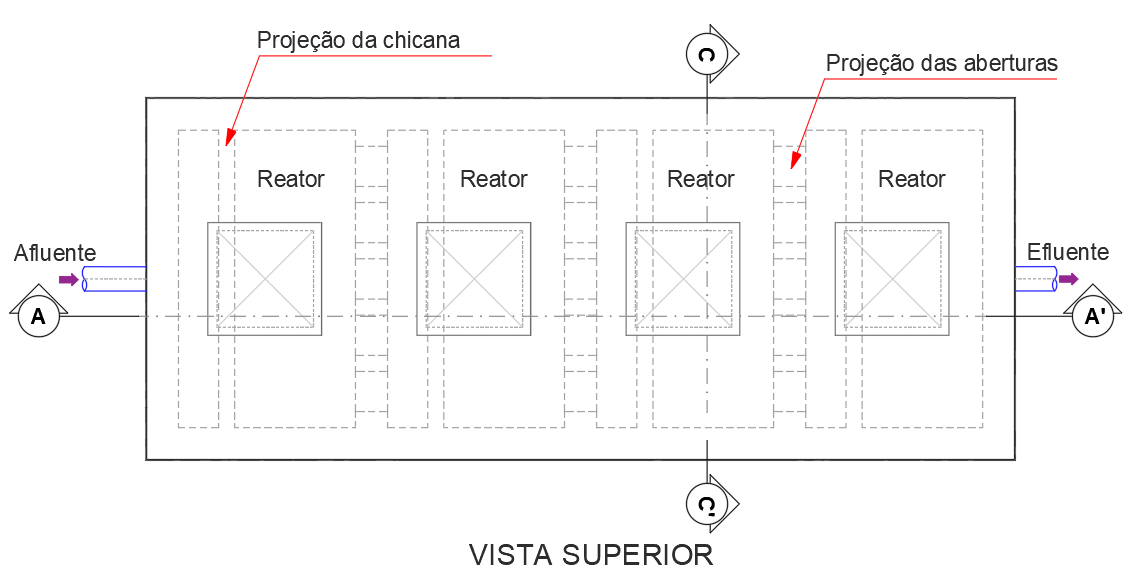 Projeção da chicana
C
Projeção das aberturas
Reator
Reator
Reator
Reator
Afluente
Efluente
A
A'
C'
VISTA SUPERIOR